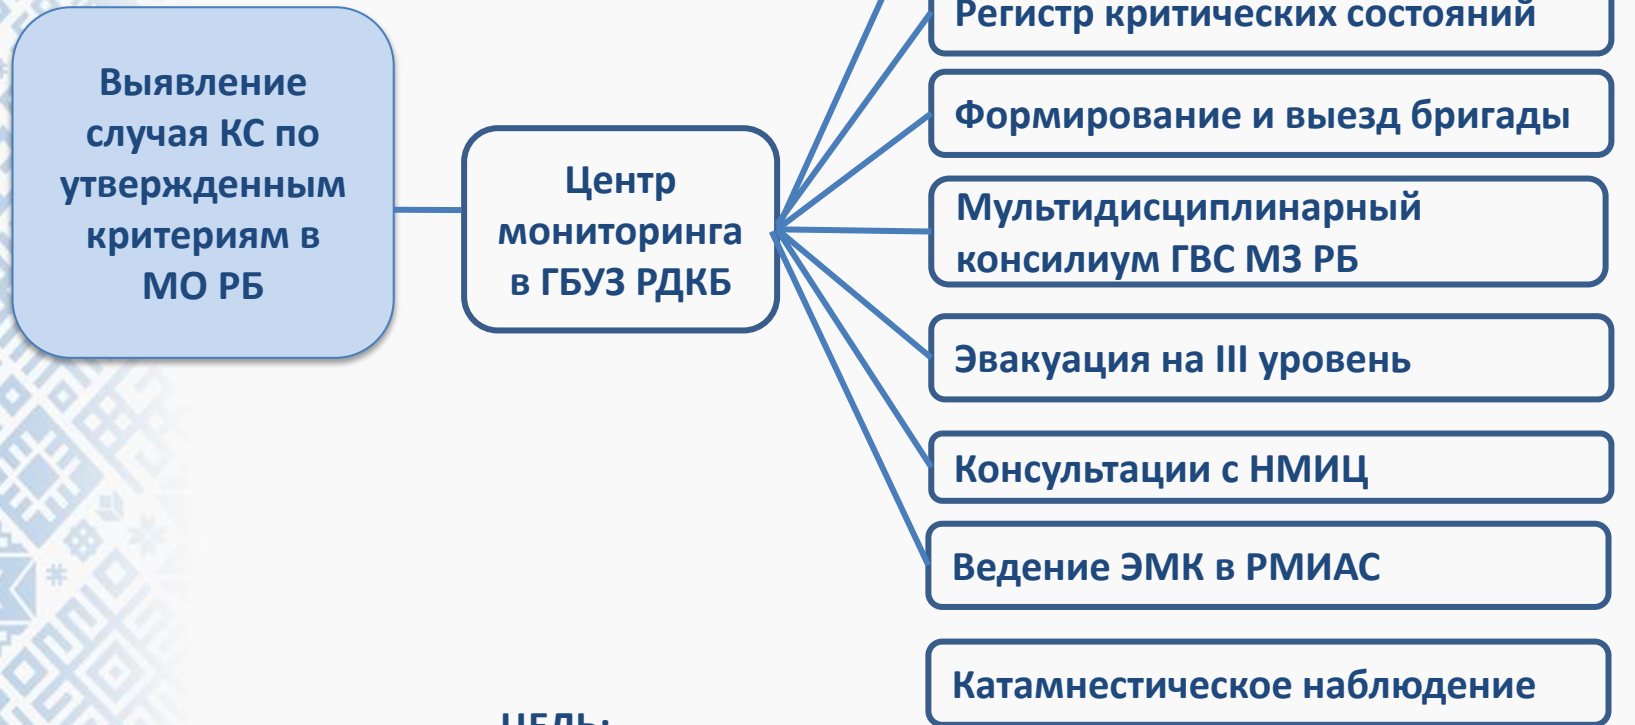 Выявление
случая КС по
утвержденным
критериям в
МО РБ
Центр
мониторинга
в ГБУЗ РДКБ
Регистр критических состояний
Формирование и выезд бригады
Мультидисциплинарный
консилиум ГВС МЗ РБ
Эвакуация на III уровень
Консультации с НМИЦ
Ведение ЭМК в РМИАС
Катамнестическое наблюдение
ЦЕЛЬ: